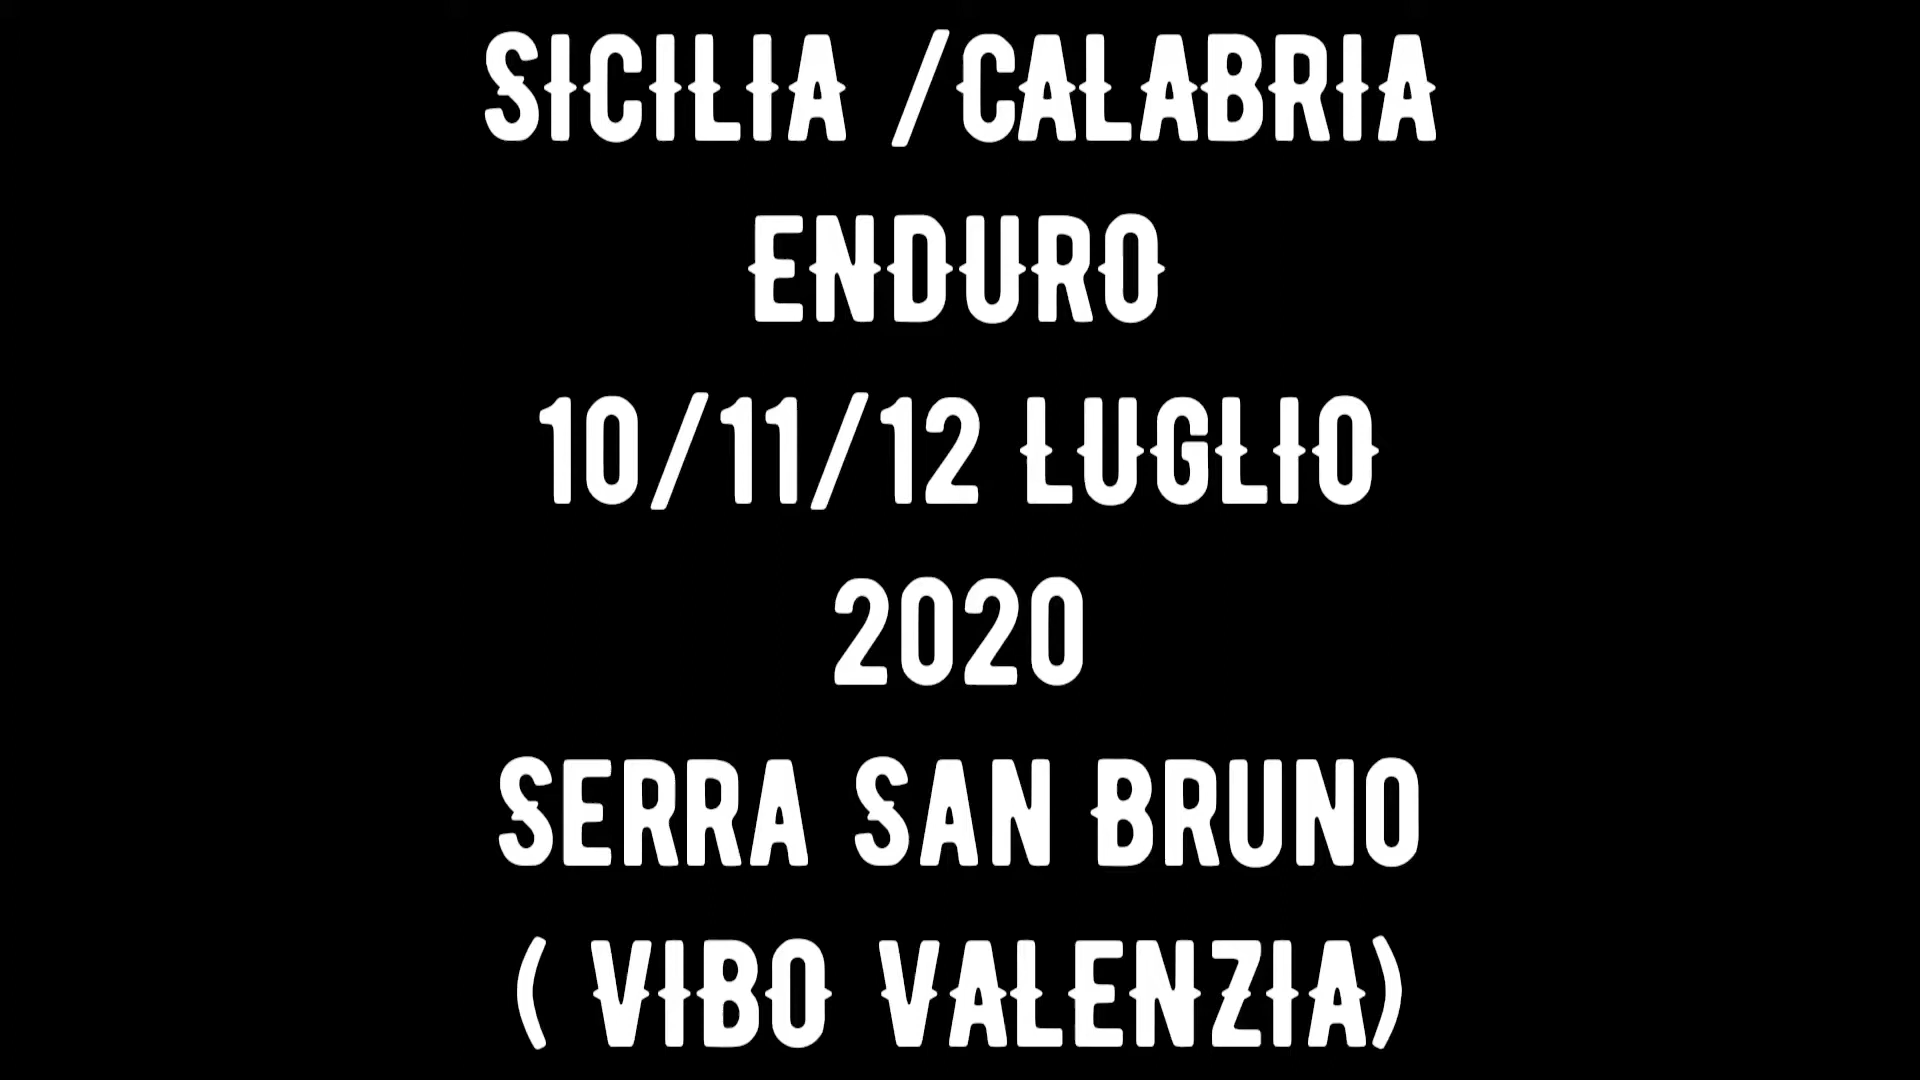 SICILIA /CALABRIA
ENDURO
10/11/12 LUGLIO
2020
SERRA SAN BRUNO
( VIBO VALENZIA)